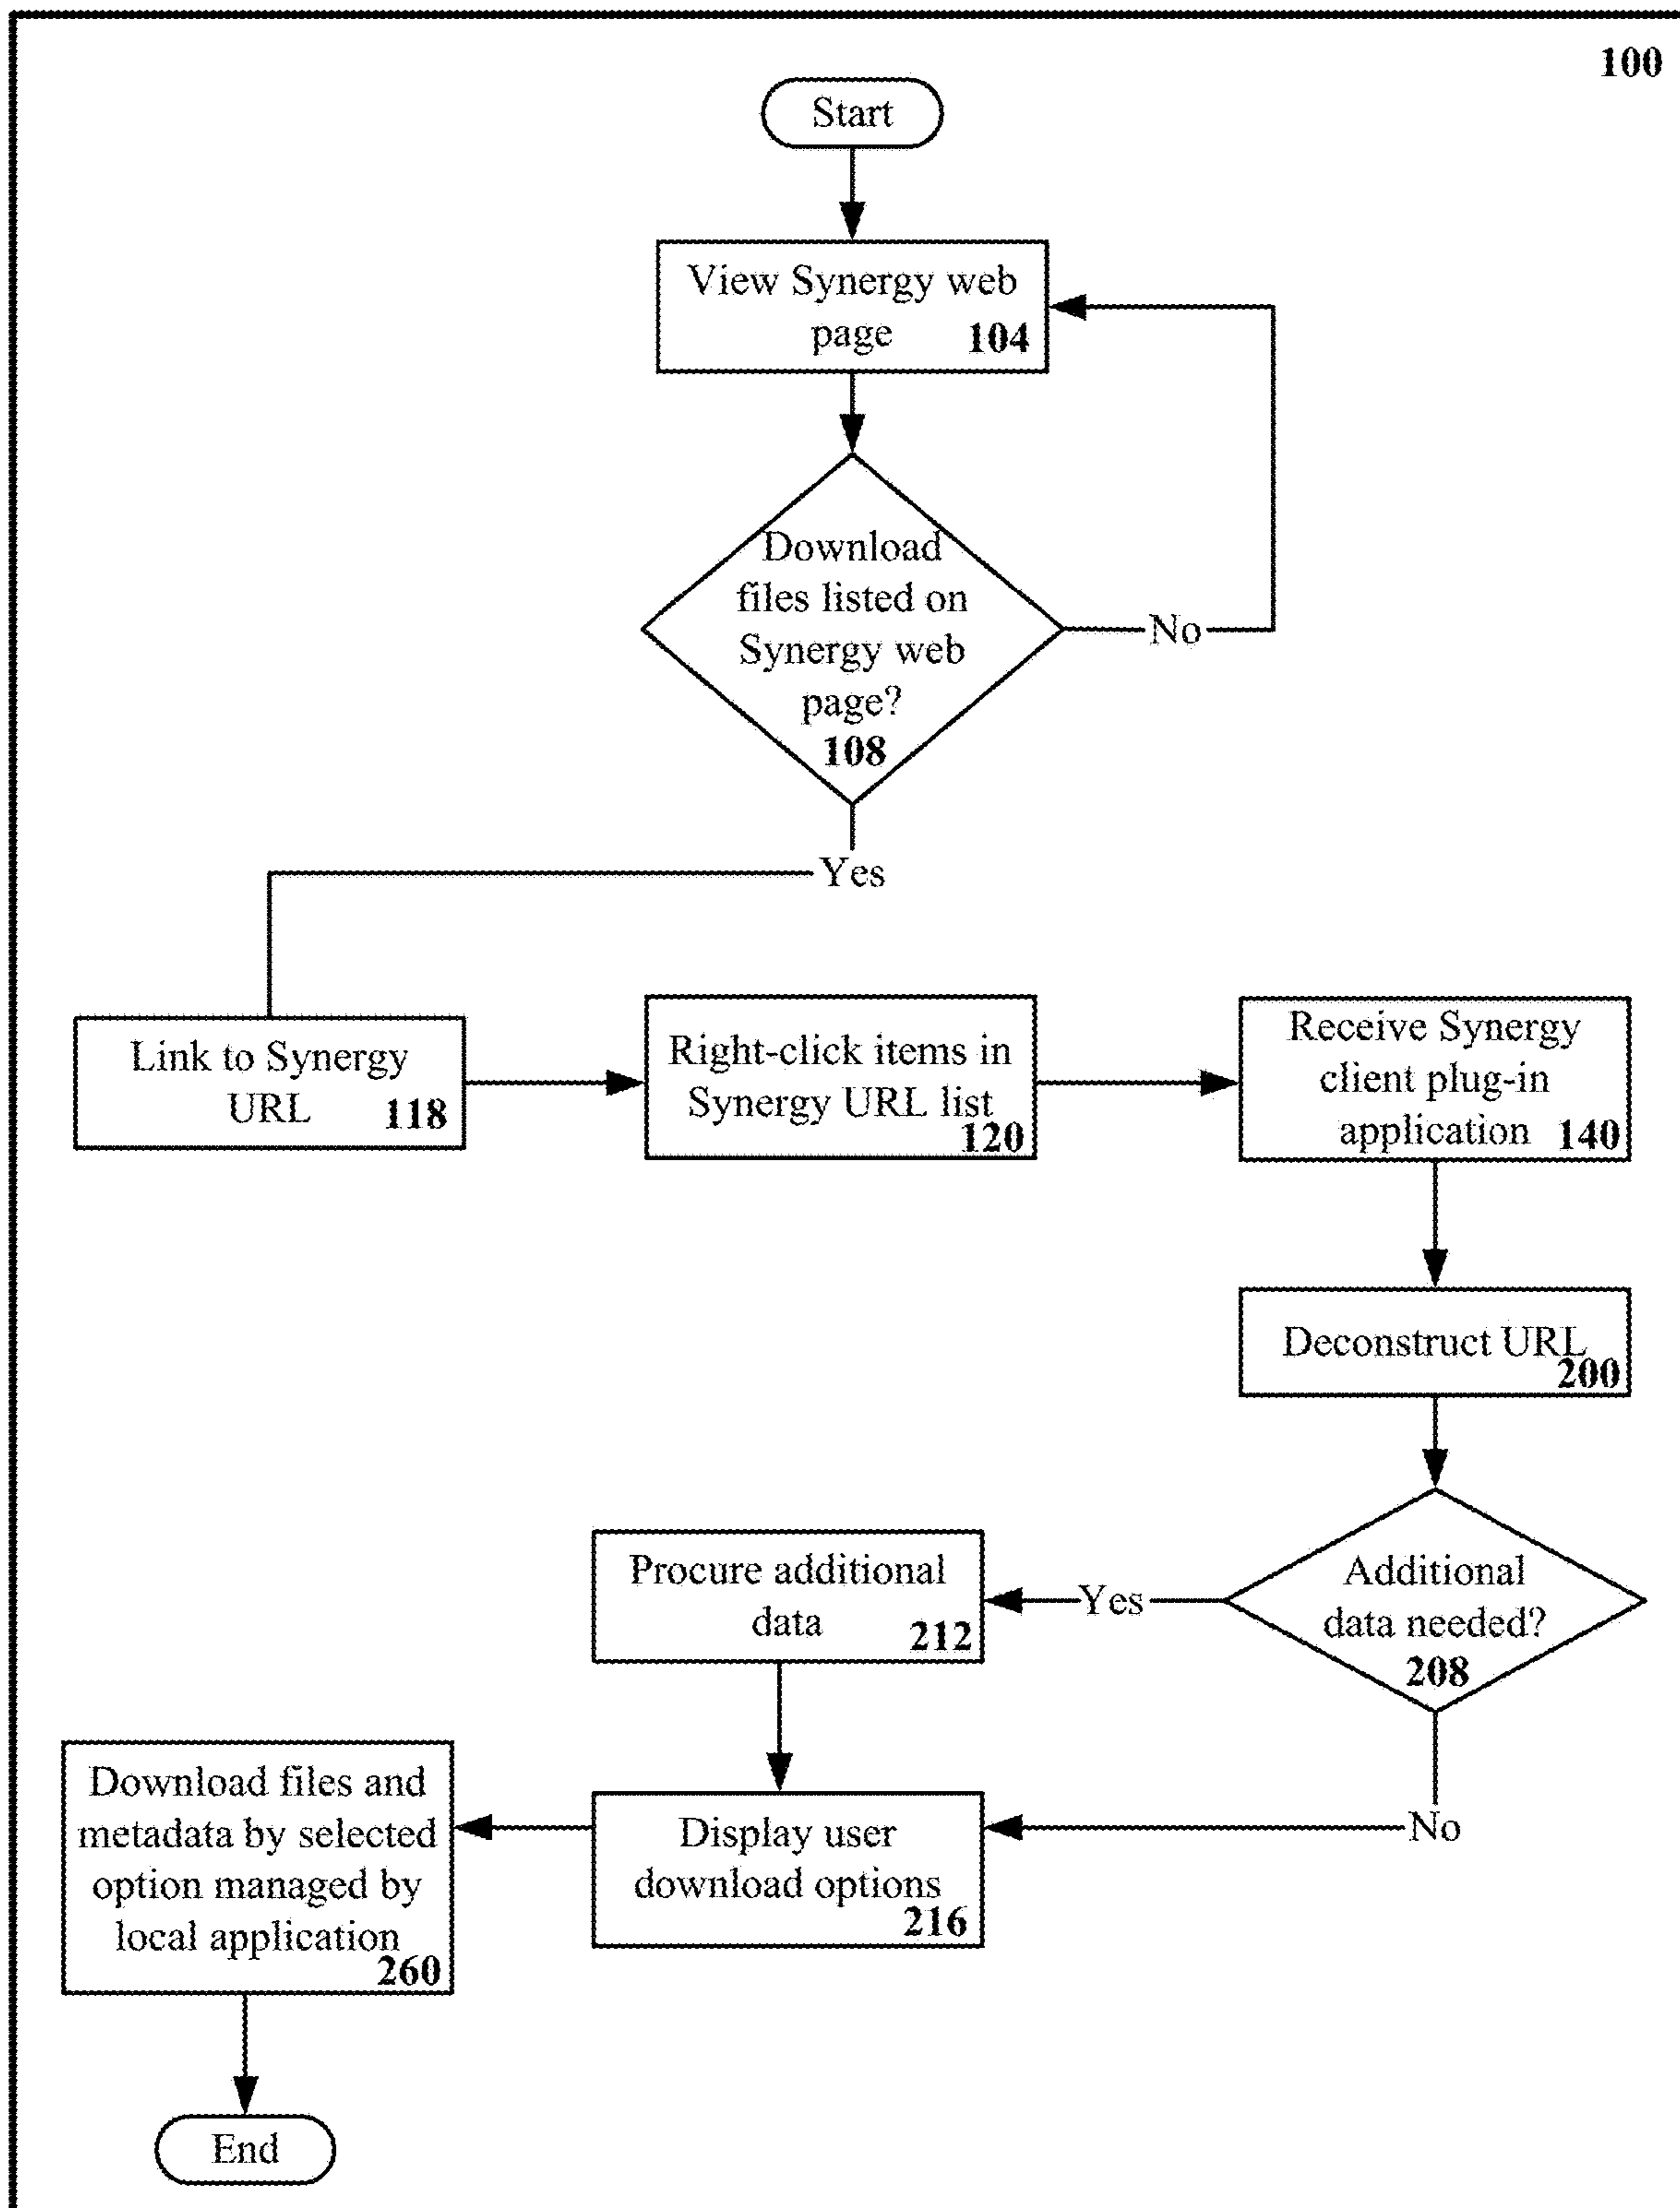 100
Start
View Synergy web
page 104
Download
files listed on
Synergy web
page?
108
No
Yes
Link to Synergy
URL 118
Right-click items in
Synergy URL list
120
Receive Synergy
client plug-in
application 140
Deconstruct URL
200
Additional
data needed?
208
Yes
Procure additional
data 212
No
Display user
download options
216
Download files and
metadata by selected
option managed by
local application
260
End